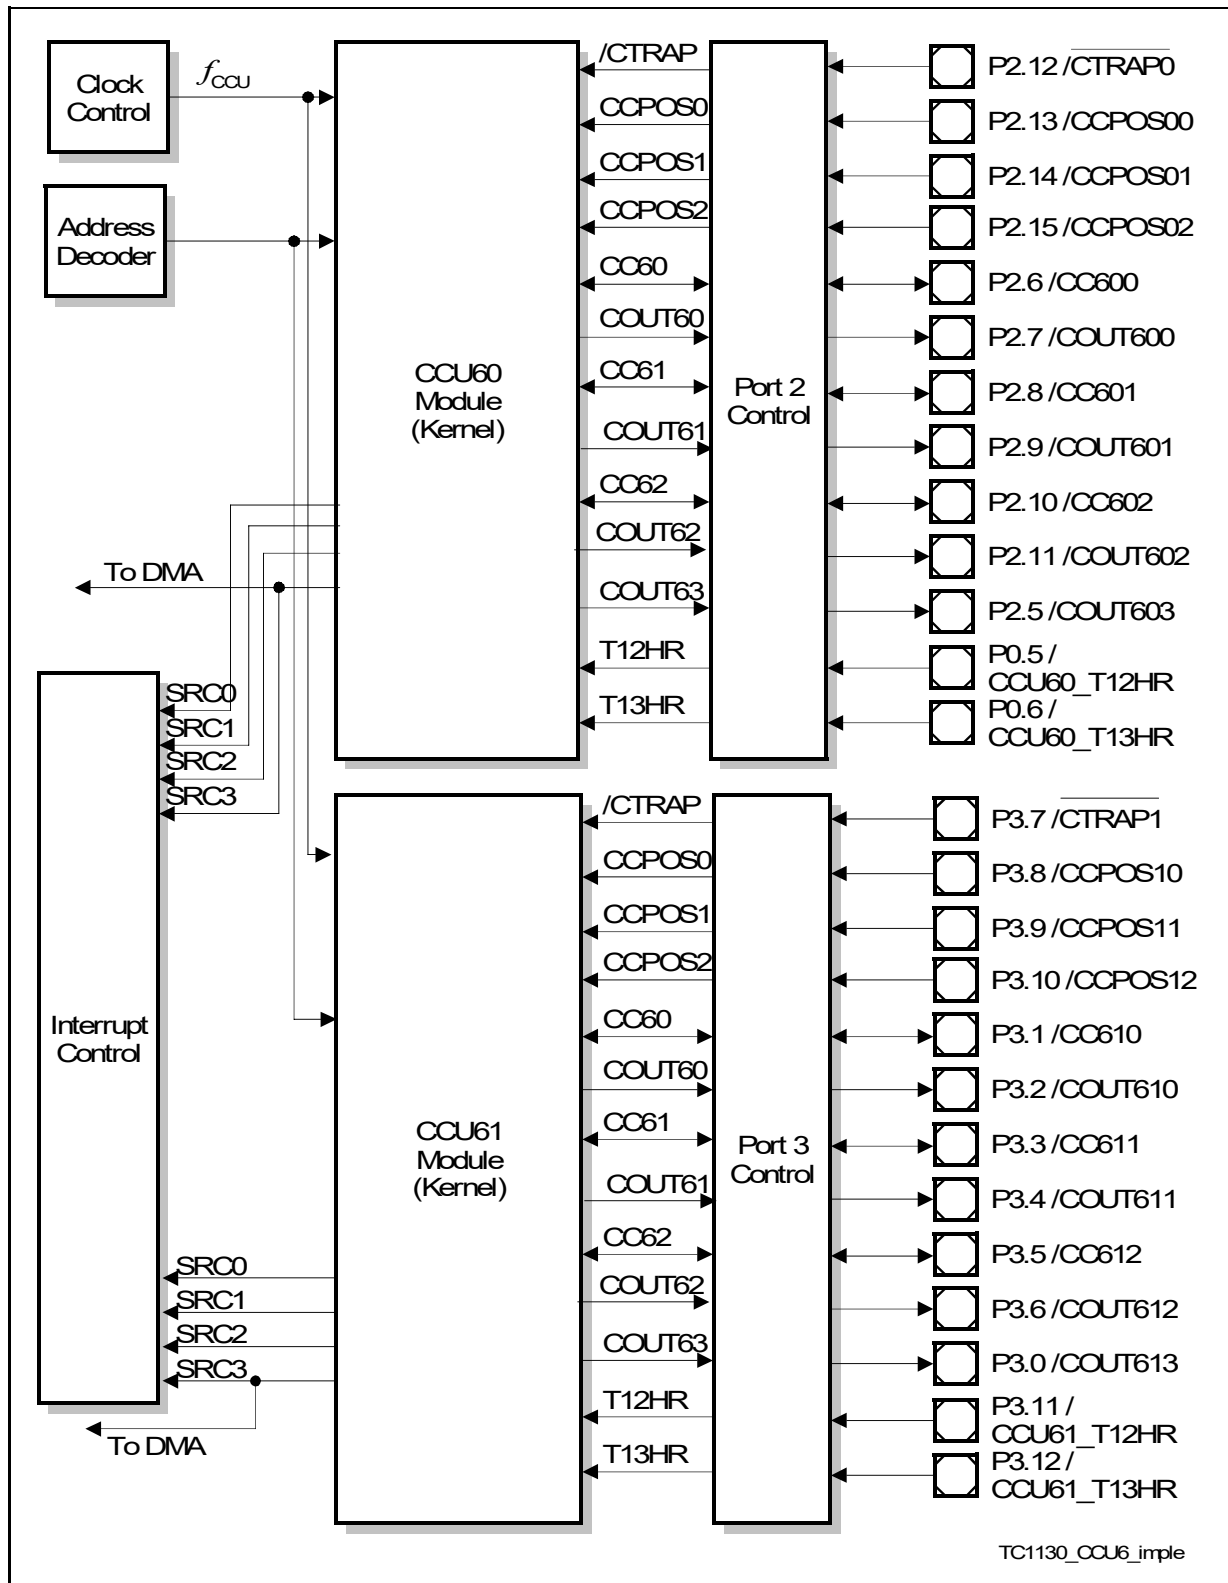 Clock
Control
fCCU
Address
Decoder
CCU60
Module
(Kernel)
To DMA
/CTRAP
CCPOS0
CCPOS1
CCPOS2
CC60
COUT60
CC61
COUT61
CC62
COUT62
COUT63
T12HR
T13HR
Port 2
Control
P2.12 /CTRAP0
P2.13 /CCPOS00
P2.14 /CCPOS01
P2.15 /CCPOS02
P2.6 /CC600
P2.7 /COUT600
P2.8 /CC601
P2.9 /COUT601
P2.10 /CC602
P2.11 /COUT602
P2.5 /COUT603
P0.5 /
CCU60_T12HR
P0.6 /
CCU60_T13HR
SRC0
SRC1
SRC2
SRC3
Interrupt
Control
SRC0
SRC1
SRC2
SRC3
To DMA
CCU61
Module
(Kernel)
/CTRAP
CCPOS0
CCPOS1
CCPOS2
CC60
COUT60
CC61
COUT61
CC62
COUT62
COUT63
T12HR
T13HR
Port 3
Control
P3.7 /CTRAP1
P3.8 /CCPOS10
P3.9 /CCPOS11
P3.10 /CCPOS12
P3.1 /CC610
P3.2 /COUT610
P3.3 /CC611
P3.4 /COUT611
P3.5 /CC612
P3.6 /COUT612
P3.0 /COUT613
P3.11 /
CCU61_T12HR
P3.12 /
CCU61_T13HR
TC1130_CCU6_imple